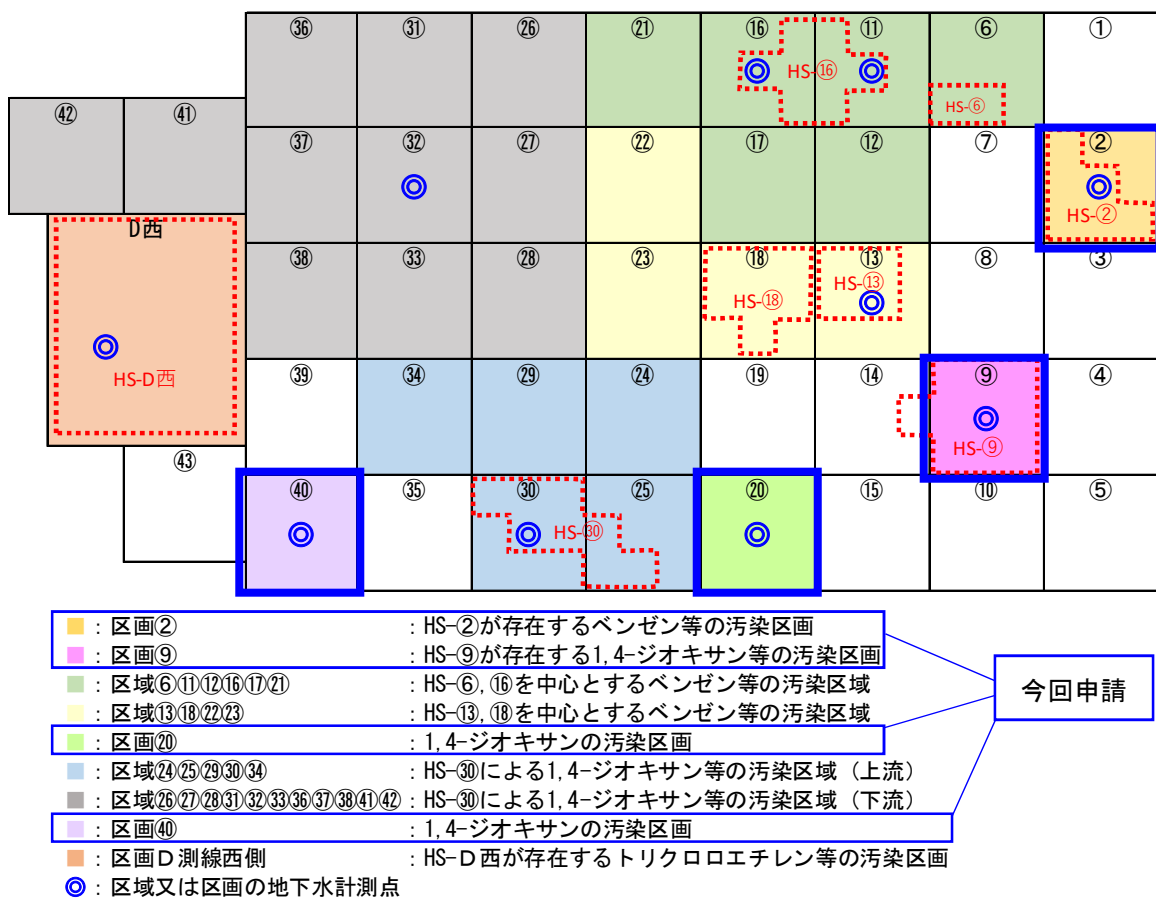 ㊱ ㉛ ㉖ ㉑ ⑯ ⑪ ⑥ ①
HS-⑯
HS-⑥
㊷ ㊶
㊲ ㉜ ㉗ ㉒ ⑰ ⑫ ⑦ ②
HS-②
D西
㊳ ㉝ ㉘ ㉓ ⑱ ⑬ ⑧ ③
HS-⑱ HS-⑬
HS-D西
㊴ ㉞ ㉙ ㉔ ⑲ ⑭ ⑨ ④
HS-⑨
㊸
㊵ ㉟ ㉚ ㉕ ⑳ ⑮ ⑩ ⑤
HS-㉚
：区画② ：HS-②が存在するベンゼン等の汚染区画
：区画⑨ ：HS-⑨が存在する1,4-ジオキサン等の汚染区画
：区域⑥⑪⑫⑯⑰㉑ ：HS-⑥,⑯を中心とするベンゼン等の汚染区域
：区域⑬⑱㉒㉓ ：HS-⑬,⑱を中心とするベンゼン等の汚染区域
：区画⑳ ：1,4-ジオキサンの汚染区画
：区域㉔㉕㉙㉚㉞ ：HS-㉚による1,4-ジオキサン等の汚染区域（上流）
：区域㉖㉗㉘㉛㉜㉝㊱㊲㊳㊶㊷ ：HS-㉚による1,4-ジオキサン等の汚染区域（下流）
：区画㊵ ：1,4-ジオキサンの汚染区画
：区画Ｄ測線西側 ：HS-Ｄ西が存在するトリクロロエチレン等の汚染区画
◎：区域又は区画の地下水計測点
今回申請